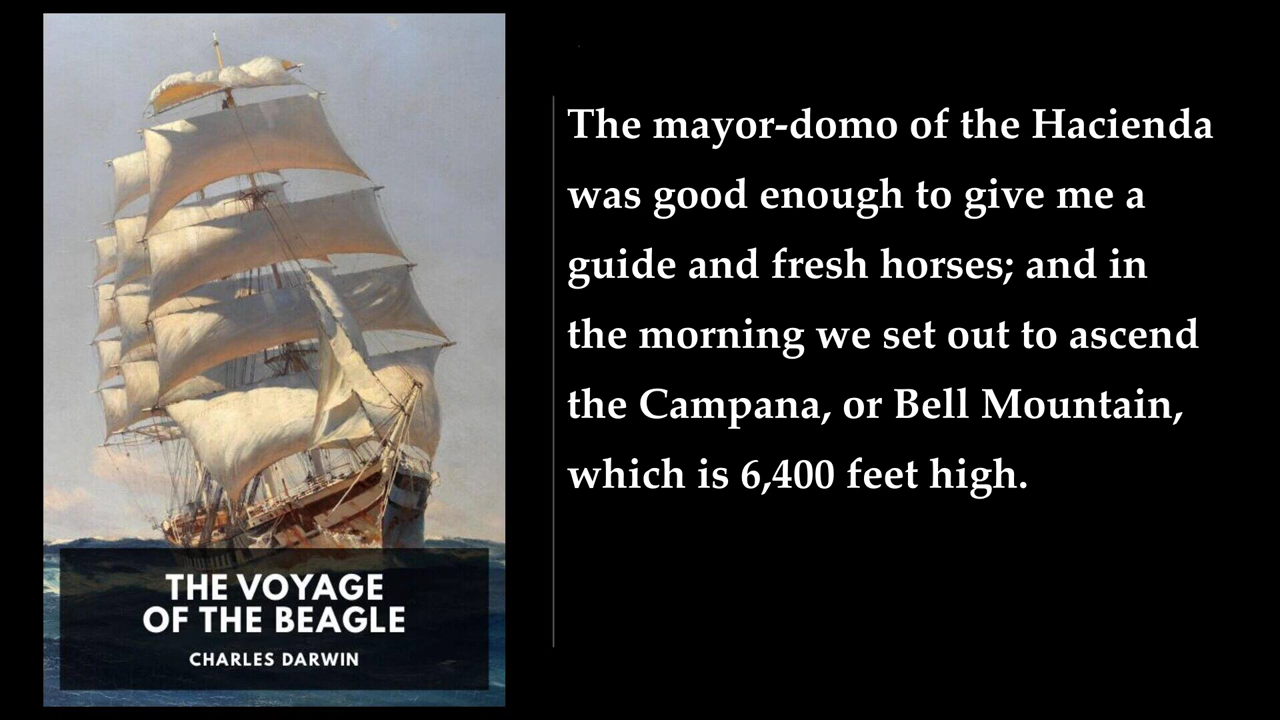 THE VOYAGE
OF THE BEAGLE
CHARLES DARWIN
The mayor-domo of the Hacienda
was good enough to give me a
guide and fresh horses; and in
the morning we set out to ascend
the Campana, or Bell Mountain,
which is 6,400 feet high.